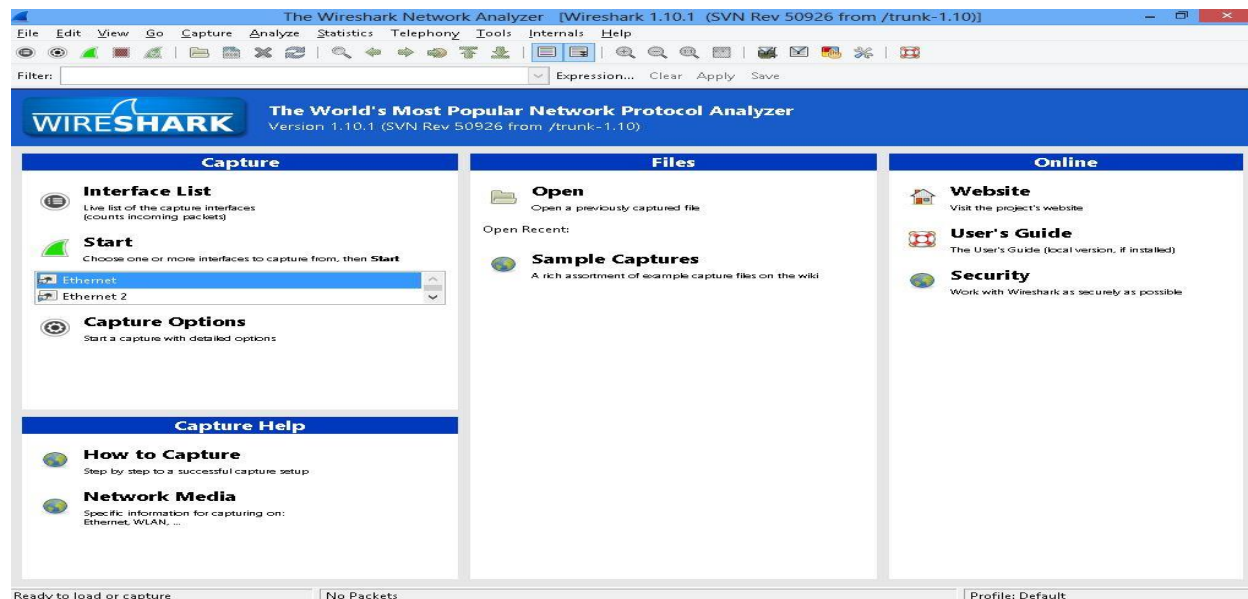 The Wireshark Network Analyzer [Wireshark 1.10.1 (SVN Rev 50926 from /trunk-1.10)]
File Edit View Go Capture Analyze Statistics Telephony Tools Internals Help
Filter: Expression... Clear Apply Save
WIRESHARK
The World's Most Popular Network Protocol Analyzer
Version 1.10.1 (SVN Rev 50926 from /trunk-1.10)
Capture
Interface List
Live list of the capture interfaces
(counts incoming packets)
Start
Choose one or more interfaces to capture from, then Start
Ethernet
Ethernet 2
Capture Options
Start a capture with detailed options
Capture Help
How to Capture
Step by step to a successful capture setup
Network Media
Specific information for capturing on:
Ethernet, WLAN, ...
Files
Open
Open a previously captured file
Open Recent:
Sample Captures
A rich assortment of example capture files on the wiki
Online
Website
Visit the project's website
User's Guide
The User's Guide (local version, if installed)
Security
Work with Wireshark as securely as possible
Ready to load or capture No Packets Profile: Default